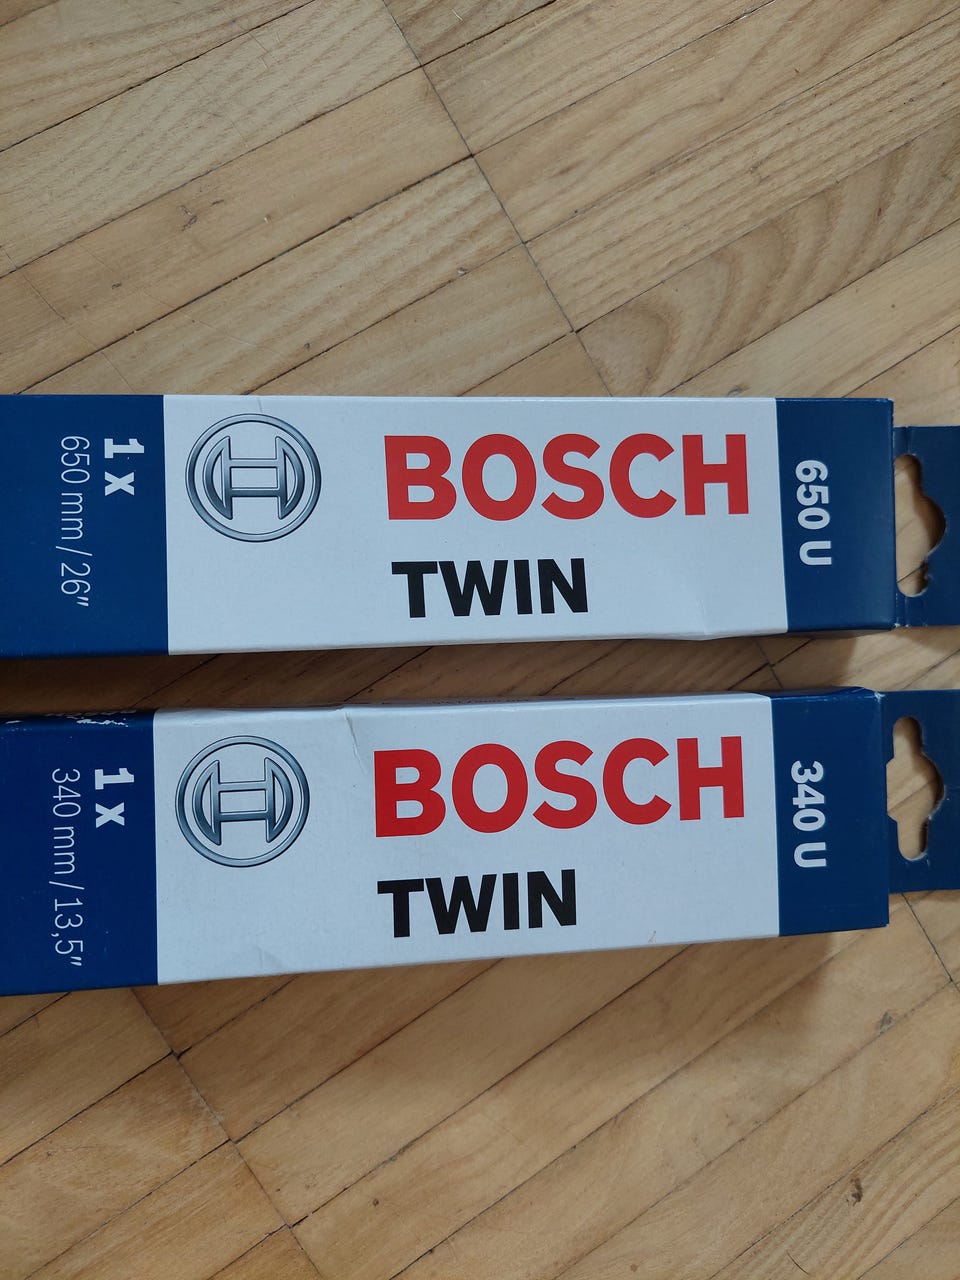 1 x
650 mm / 26"
BOSCH
TWIN
650 U
1 x
340 mm / 13,5"
BOSCH
TWIN
340 U